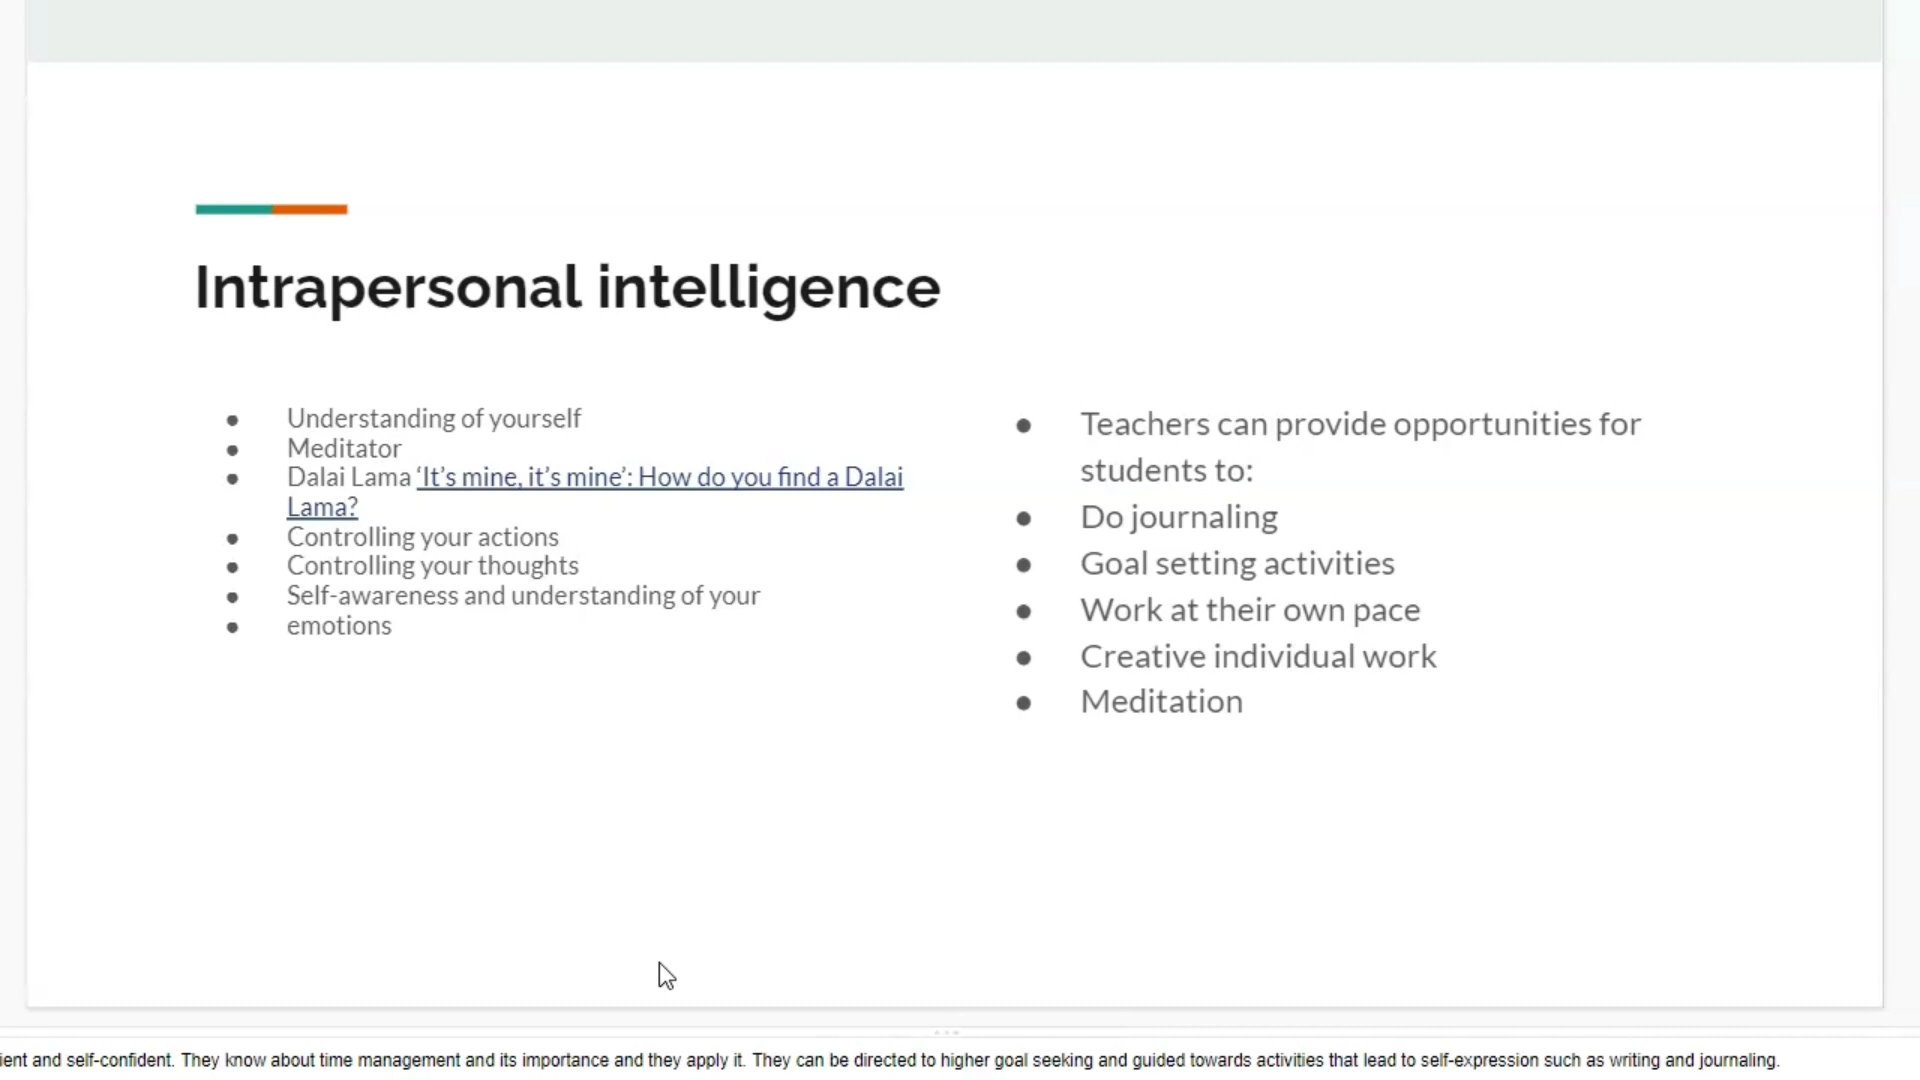 Intrapersonal intelligence
● Understanding of yourself
● Meditator
● Dalai Lama ‘It’s mine, it’s mine’: How do you find a Dalai
Lama?
● Controlling your actions
● Controlling your thoughts
● Self-awareness and understanding of your
● emotions
● Teachers can provide opportunities for
students to:
● Do journaling
● Goal setting activities
● Work at their own pace
● Creative individual work
● Meditation
and self-confident. They know about time management and its importance and they apply it. They can be directed to higher goal seeking and guided towards activities that lead to self-expression such as writing and journaling.